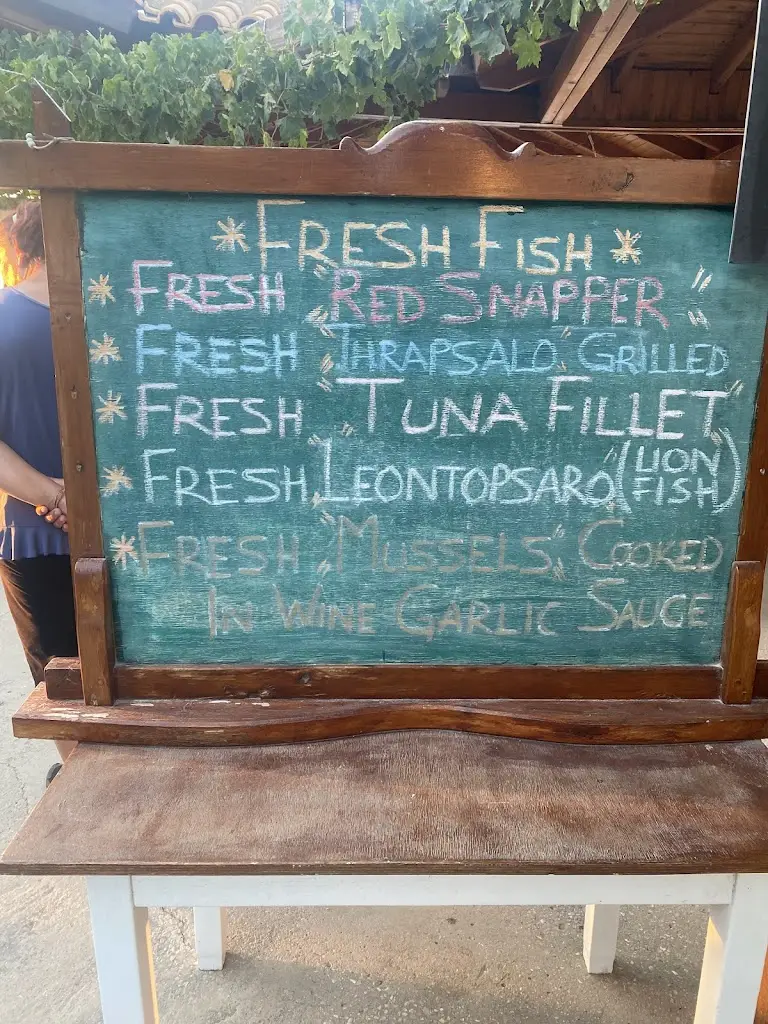 * FRESH FISH *
* FRESH "RED SNAPPER"
* FRESH "THRAPSALO" GRILLED
* FRESH "TUNA FILLET"
* FRESH "LEONTOPSARO" (LION FISH)
* FRESH "MUSSELS" COOKED
IN WINE GARLIC SAUCE